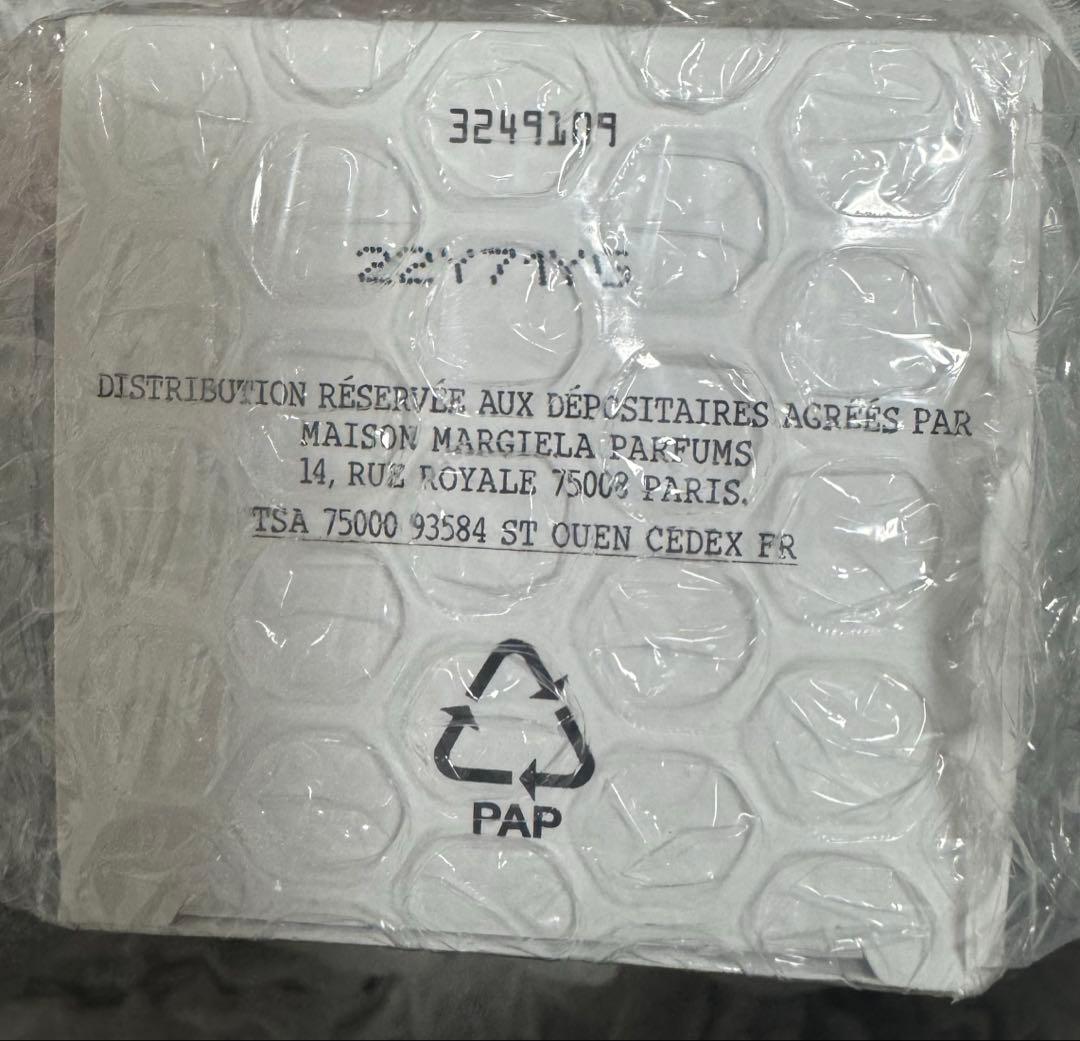 3249109
DISTRIBUTION RÉSERVÉE AUX DÉPOSITAIRES AGRÉÉS PAR
MAISON MARGIELA PARFUMS
14, RUE ROYALE 75008 PARIS.
TSA 75000 93584 ST OUEN CEDEX FR
PAP